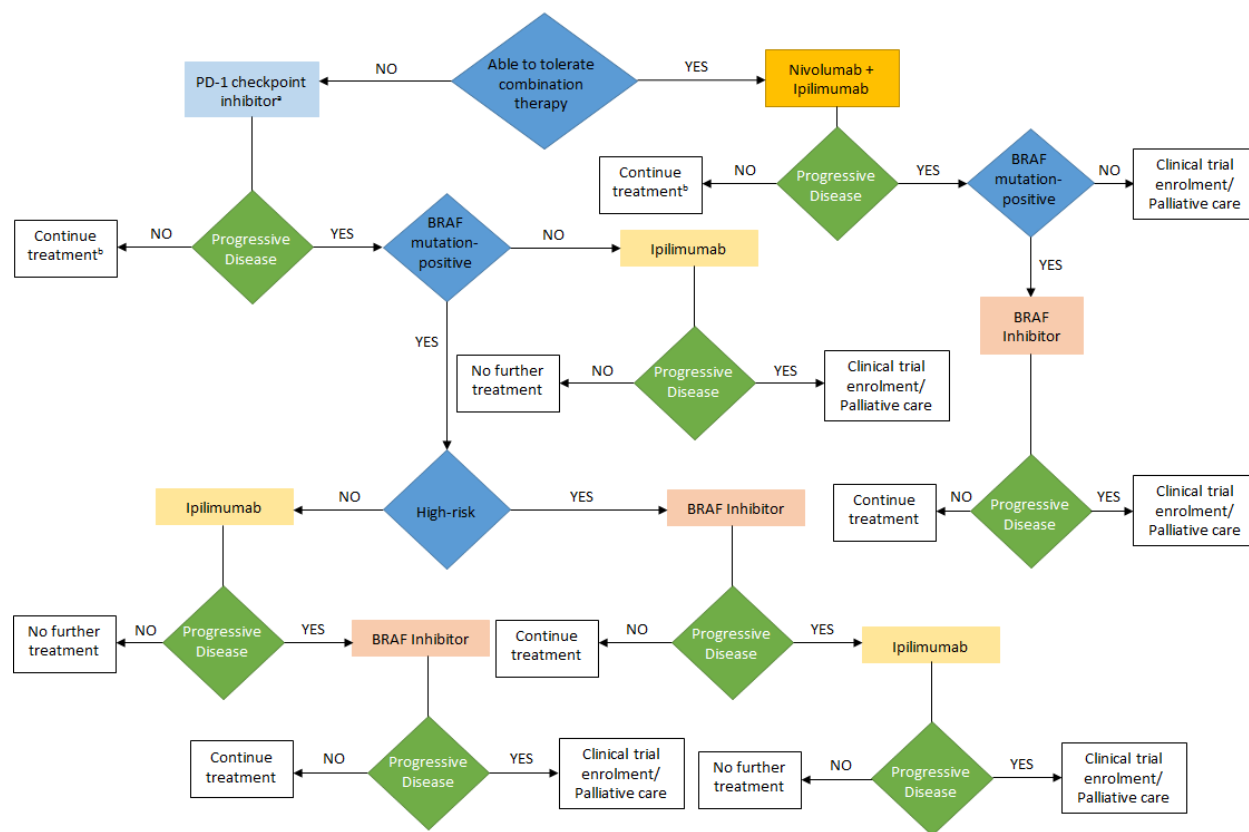 Able to tolerate
combination
therapy
NO
YES
PD-1 checkpoint
inhibitorᵃ
Nivolumab +
Ipilimumab
Progressive
Disease
NO
Continue
treatmentᵇ
YES
BRAF
mutation-
positive
NO
Clinical trial
enrolment/
Palliative care
YES
BRAF
Inhibitor
Progressive
Disease
NO
Continue
treatment
YES
Clinical trial
enrolment/
Palliative care
Progressive
Disease
NO
Continue
treatmentᵇ
YES
BRAF
mutation-
positive
NO
Ipilimumab
Progressive
Disease
NO
No further
treatment
YES
Clinical trial
enrolment/
Palliative care
YES
High-risk
NO
Ipilimumab
YES
BRAF Inhibitor
Progressive
Disease
NO
No further
treatment
YES
BRAF Inhibitor
Progressive
Disease
NO
Continue
treatment
YES
Clinical trial
enrolment/
Palliative care
Progressive
Disease
NO
Continue
treatment
YES
Ipilimumab
Progressive
Disease
NO
No further
treatment
YES
Clinical trial
enrolment/
Palliative care